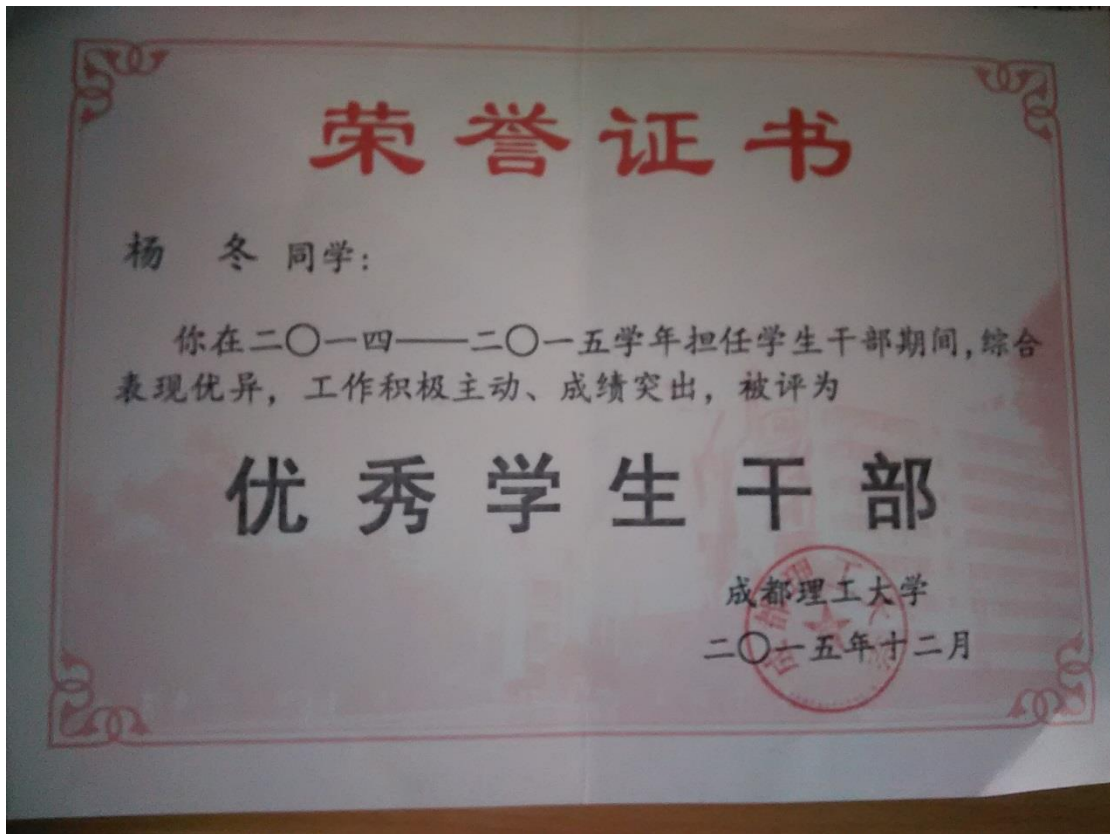 荣誉证书
杨 冬 同学：
你在二〇一四——二〇一五学年担任学生干部期间，综合
表现优异，工作积极主动、成绩突出，被评为
优秀学生干部
成都理工大学
二〇一五年十二月